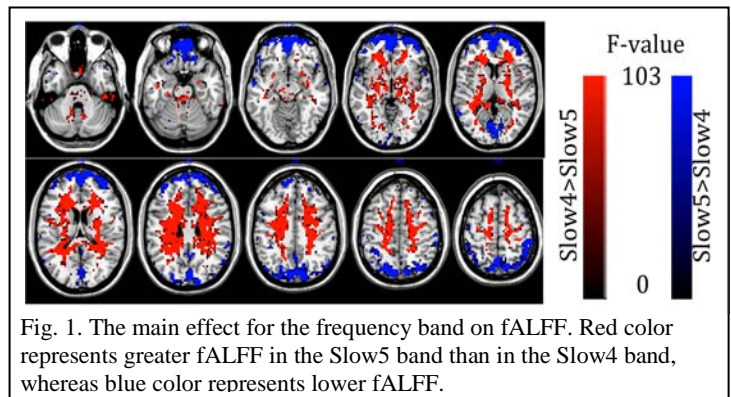 F-value
103
0
Slow4>Slow5
Slow5>Slow4
Fig. 1. The main effect for the frequency band on fALFF. Red color
represents greater fALFF in the Slow5 band than in the Slow4 band,
whereas blue color represents lower fALFF.